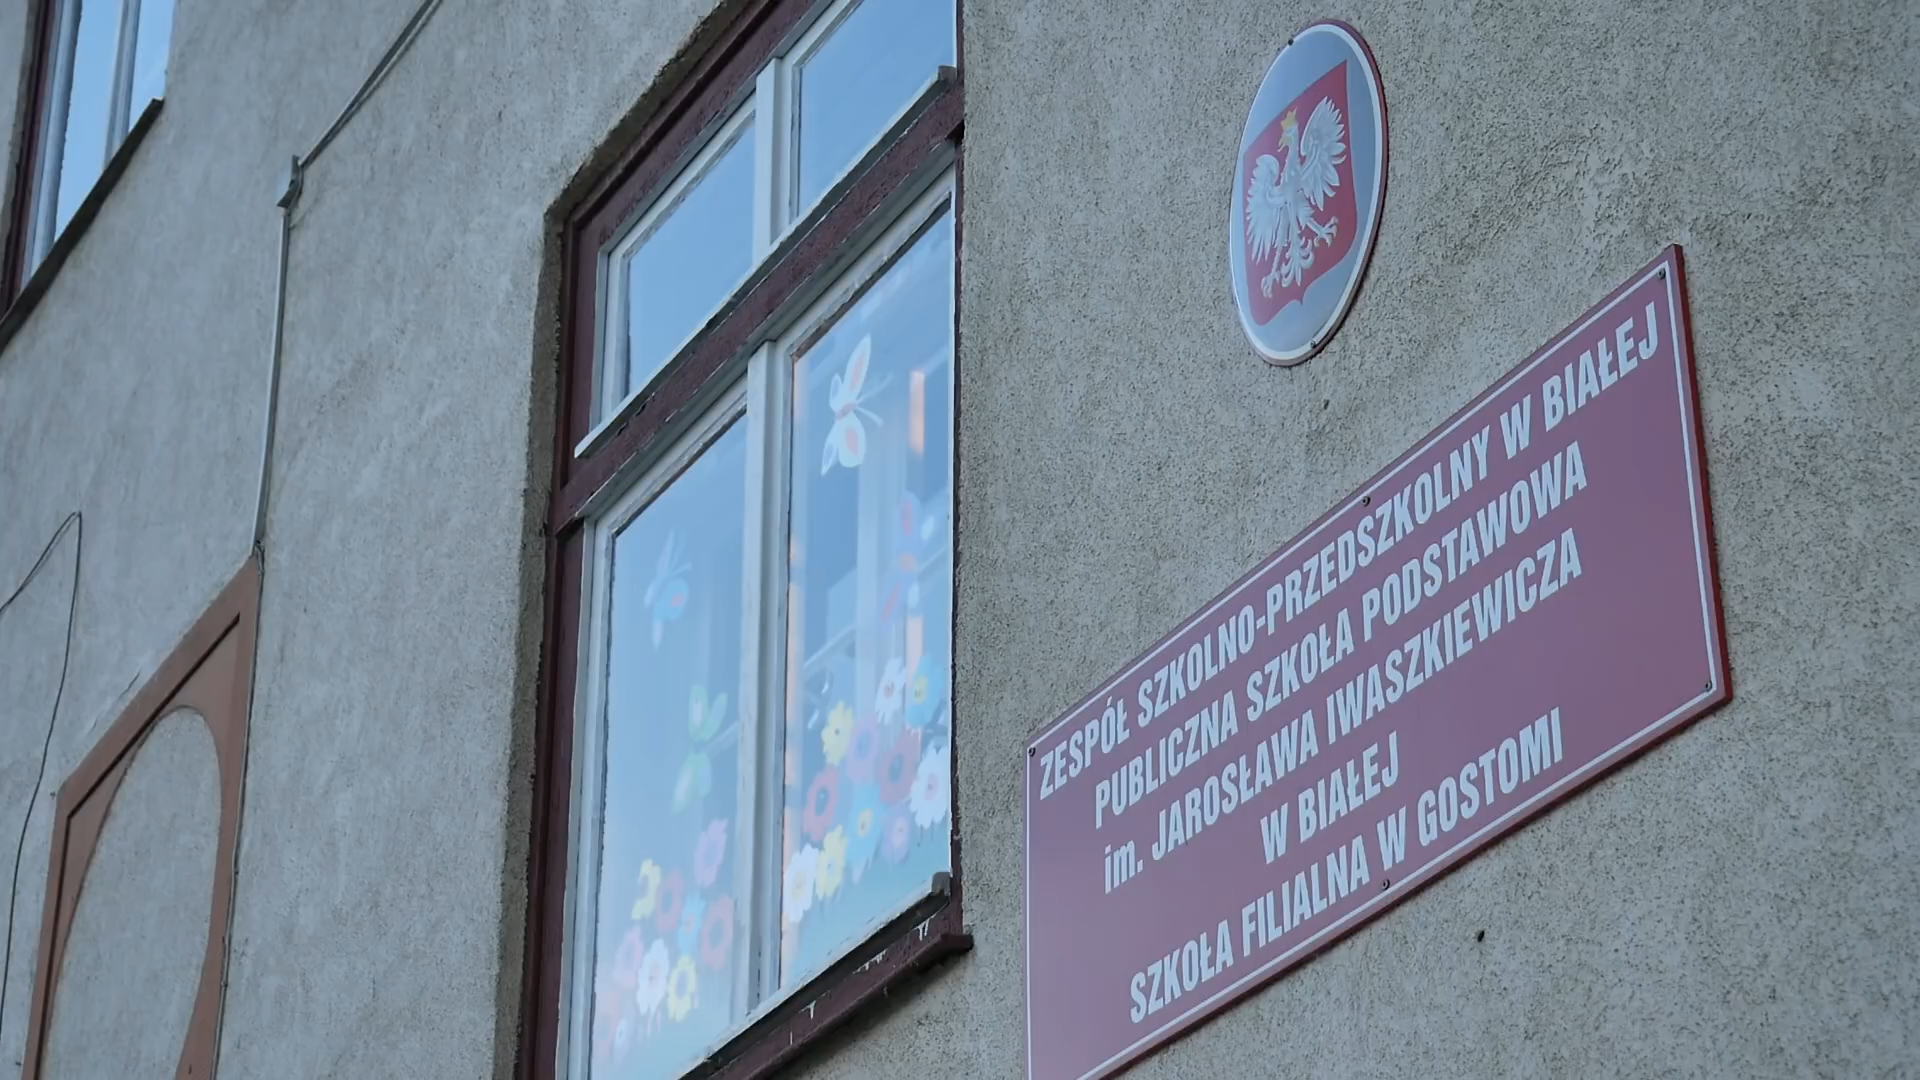 ZESPÓŁ SZKOLNO-PRZEDSZKOLNY W BIAŁEJ
PUBLICZNA SZKOŁA PODSTAWOWA
im. JAROSŁAWA IWASZKIEWICZA
W BIAŁEJ
SZKOŁA FILIALNA W GOSTOMI